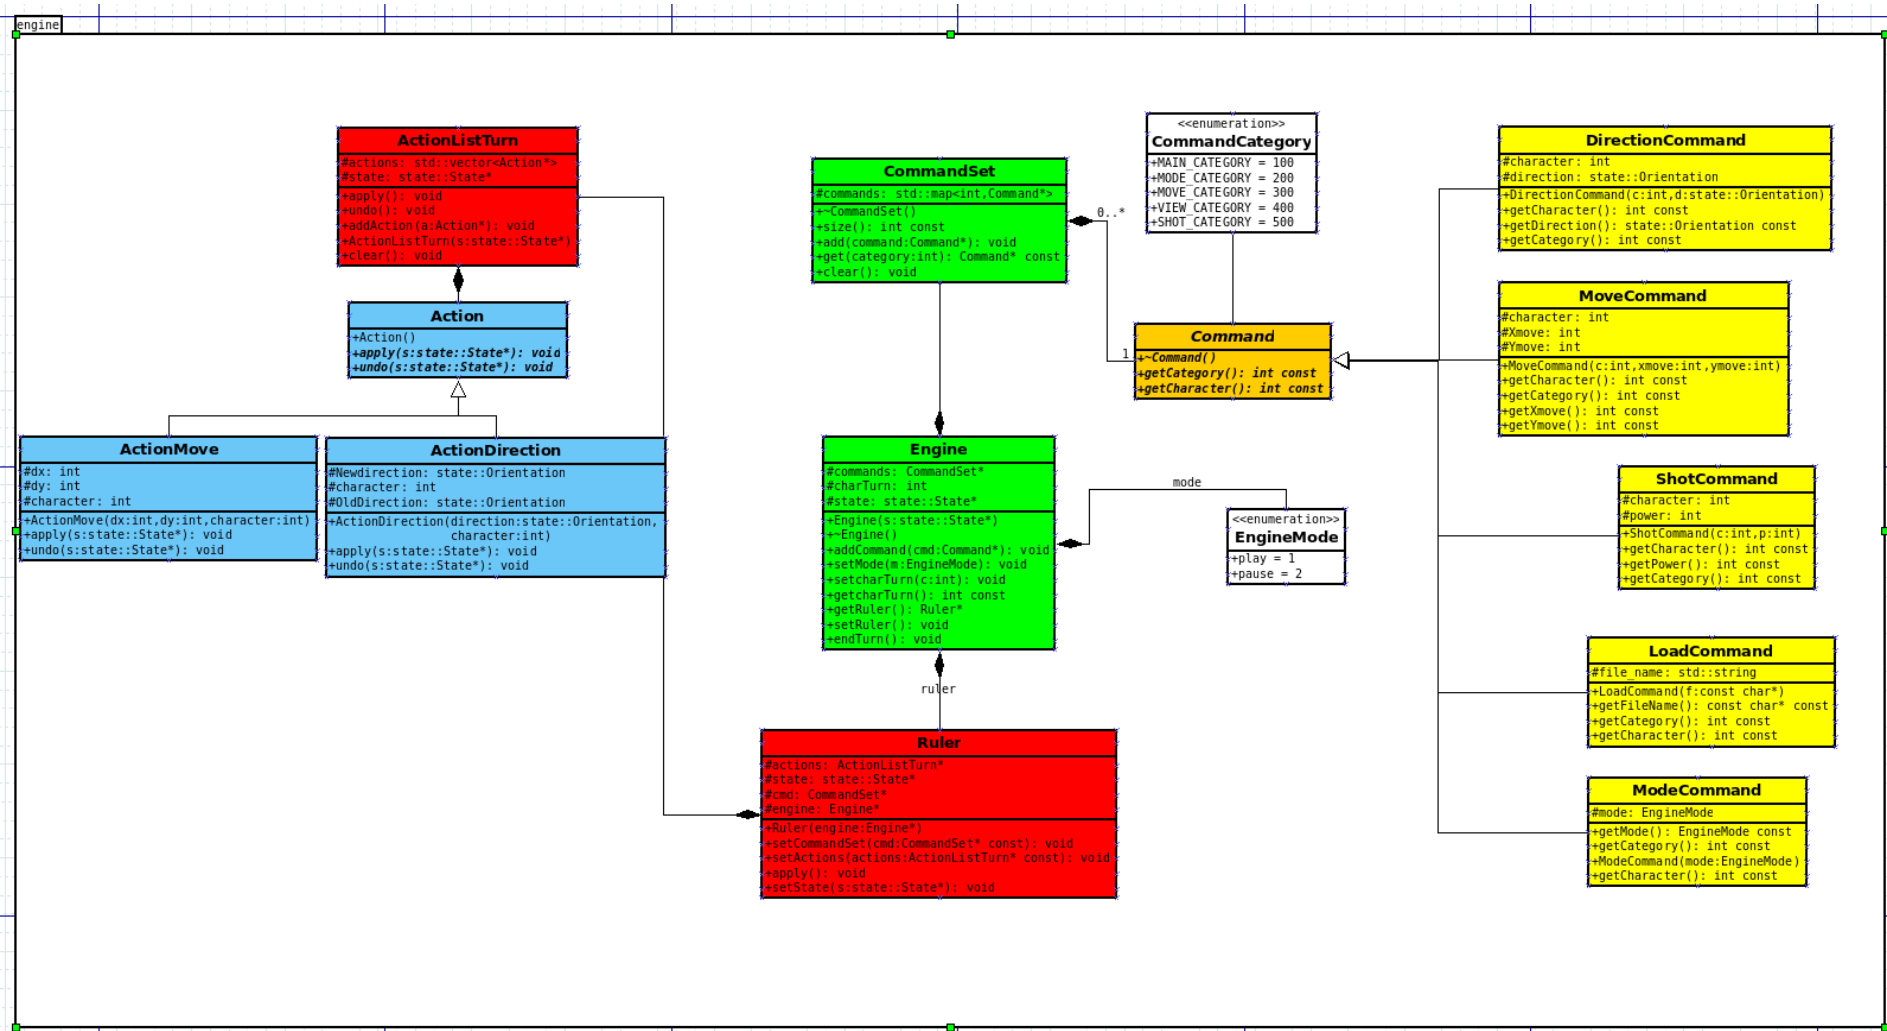 engine
ActionListTurn
#actions: std::vector<Action*>
#state: state::State*
+apply(): void
+undo(): void
+addAction(a:Action*): void
+ActionListTurn(s:state::State*)
+clear(): void
Action
+Action()
+apply(s:state::State*): void
+undo(s:state::State*): void
ActionMove
#dx: int
#dy: int
#character: int
+ActionMove(dx:int,dy:int,character:int)
+apply(s:state::State*): void
+undo(s:state::State*): void
ActionDirection
#Newdirection: state::Orientation
#character: int
#OldDirection: state::Orientation
+ActionDirection(direction:state::Orientation,
character:int)
+apply(s:state::State*): void
+undo(s:state::State*): void
CommandSet
#commands: std::map<int,Command*>
+~CommandSet()
+size(): int const
+add(command:Command*): void
+get(category:int): Command* const
+clear(): void
0..*
1
<<enumeration>>
CommandCategory
+MAIN_CATEGORY = 100
+MODE_CATEGORY = 200
+MOVE_CATEGORY = 300
+VIEW_CATEGORY = 400
+SHOT_CATEGORY = 500
Command
+~Command()
+getCategory(): int const
+getCharacter(): int const
Engine
#commands: CommandSet*
#charTurn: int
#state: state::State*
+Engine(s:state::State*)
+~Engine()
+addCommand(cmd:Command*): void
+setMode(m:EngineMode): void
+setcharTurn(c:int): void
+getcharTurn(): int const
+getRuler(): Ruler*
+setRuler(): void
+endTurn(): void
mode
<<enumeration>>
EngineMode
+play = 1
+pause = 2
ruler
Ruler
#actions: ActionListTurn*
#state: state::State*
#cmd: CommandSet*
#engine: Engine*
+Ruler(engine:Engine*)
+setCommandSet(cmd:CommandSet* const): void
+setActions(actions:ActionListTurn* const): void
+apply(): void
+setState(s:state::State*): void
DirectionCommand
#character: int
#direction: state::Orientation
+DirectionCommand(c:int,d:state::Orientation)
+getCharacter(): int const
+getDirection(): state::Orientation const
+getCategory(): int const
MoveCommand
#character: int
#Xmove: int
#Ymove: int
+MoveCommand(c:int,xmove:int,ymove:int)
+getCharacter(): int const
+getCategory(): int const
+getXmove(): int const
+getYmove(): int const
ShotCommand
#character: int
#power: int
+ShotCommand(c:int,p:int)
+getCharacter(): int const
+getPower(): int const
+getCategory(): int const
LoadCommand
#file_name: std::string
+LoadCommand(f:const char*)
+getFileName(): const char* const
+getCategory(): int const
+getCharacter(): int const
ModeCommand
#mode: EngineMode
+getMode(): EngineMode const
+getCategory(): int const
+ModeCommand(mode:EngineMode)
+getCharacter(): int const